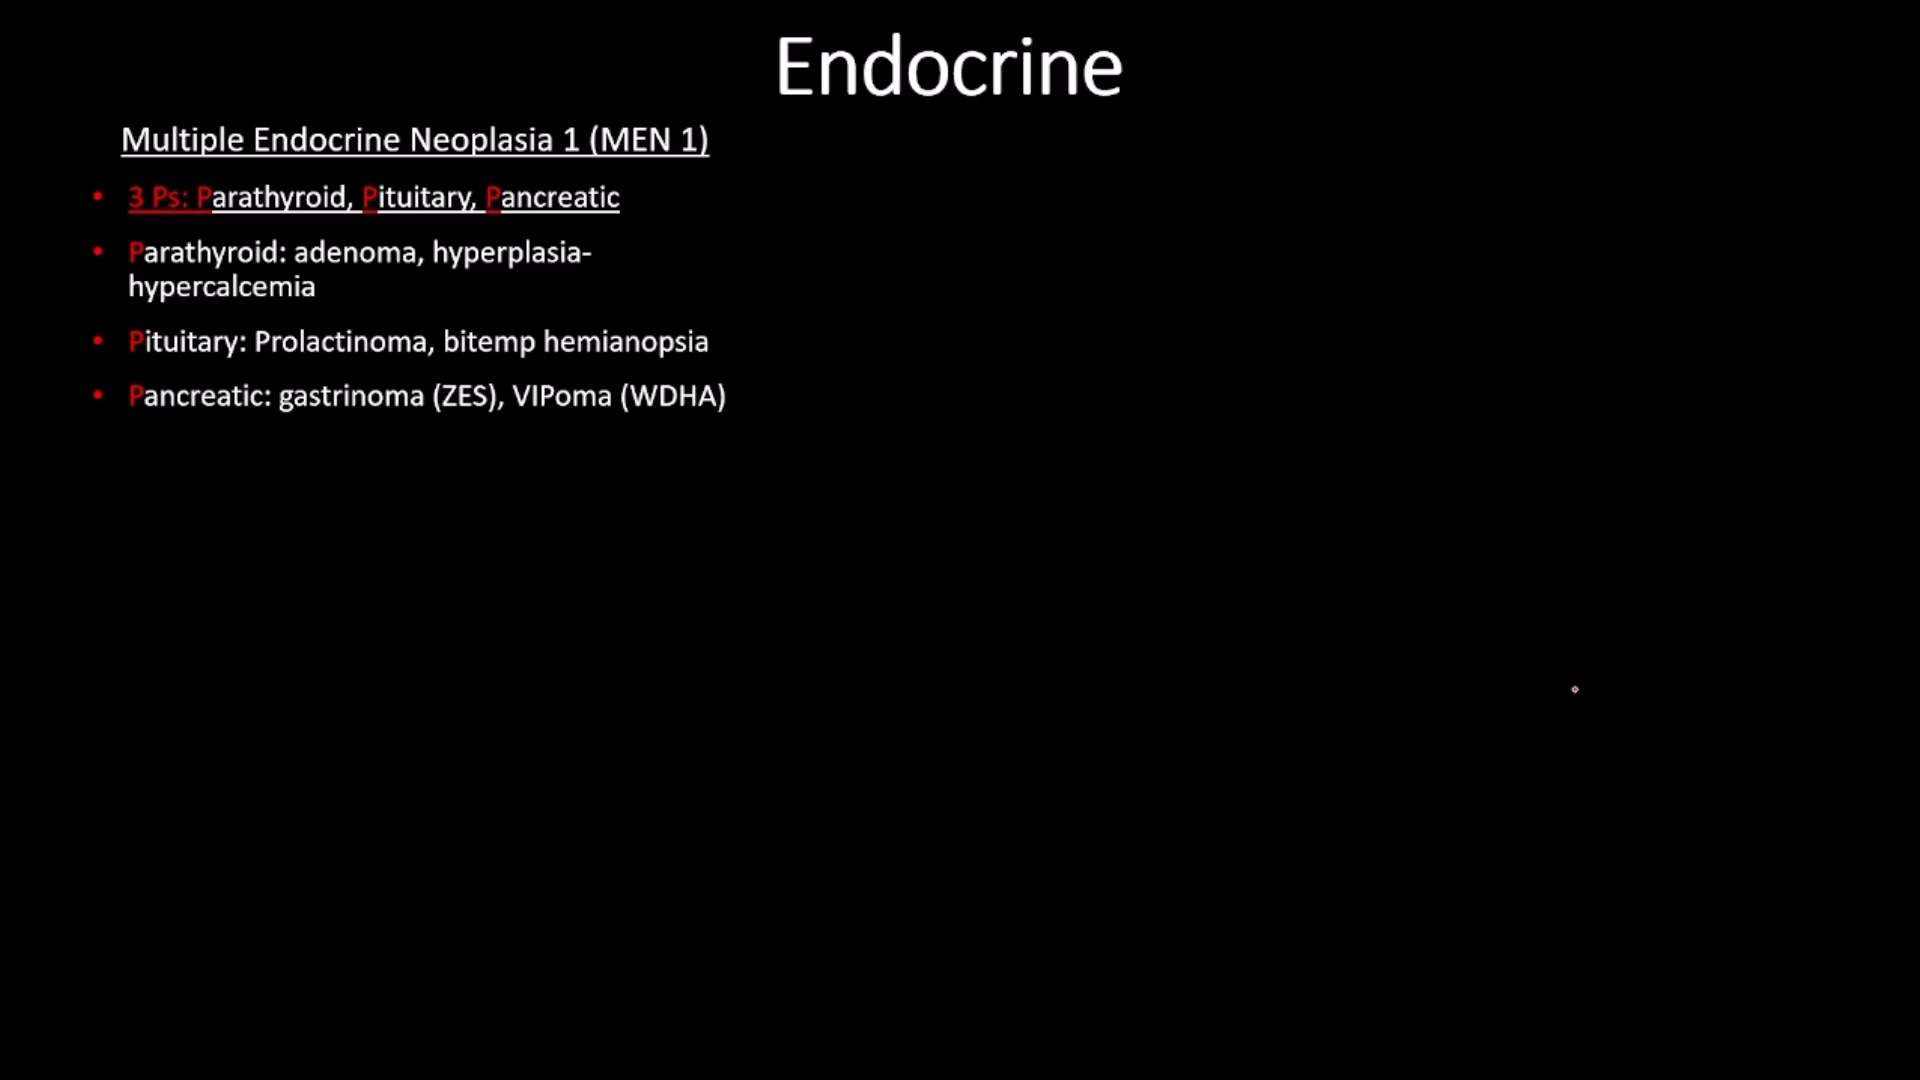 Endocrine
Multiple Endocrine Neoplasia 1 (MEN 1)
• 3 Ps: Parathyroid, Pituitary, Pancreatic
• Parathyroid: adenoma, hyperplasia-
hypercalcemia
• Pituitary: Prolactinoma, bitemp hemianopsia
• Pancreatic: gastrinoma (ZES), VIPoma (WDHA)